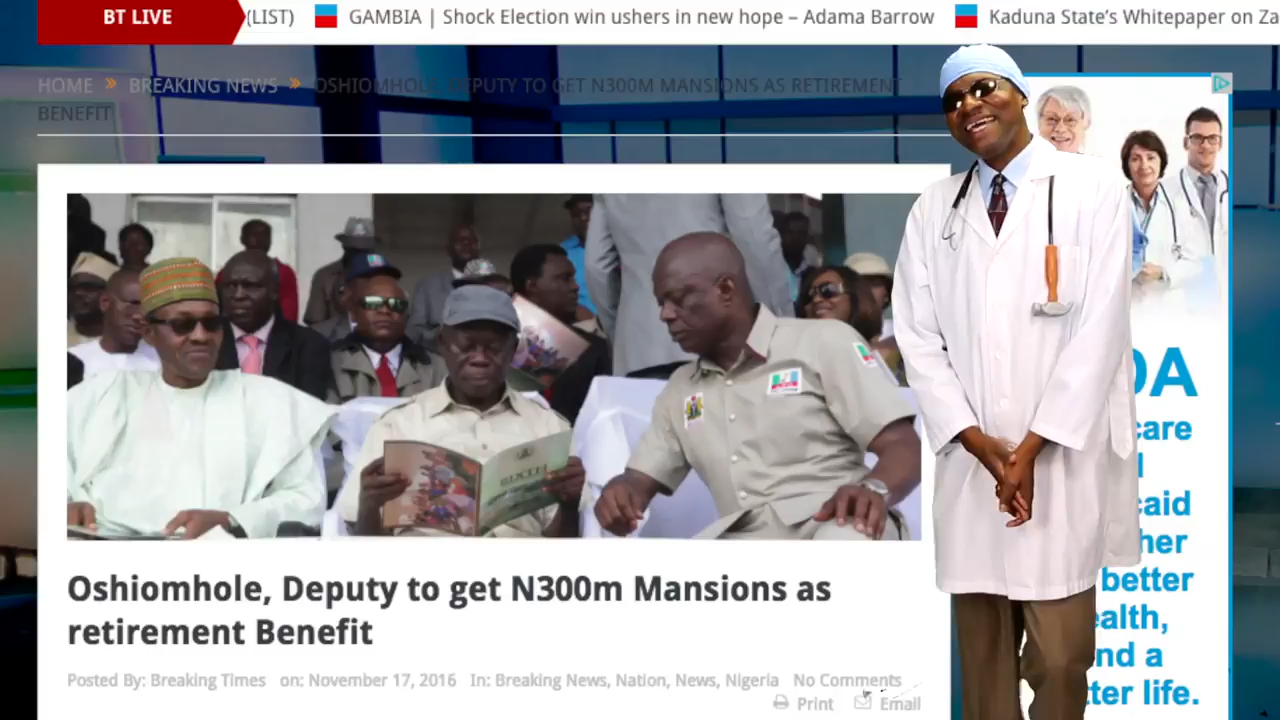 BT LIVE
(LIST) GAMBIA | Shock Election win ushers in new hope – Adama Barrow Kaduna State's Whitepaper on Za
HOME » BREAKING NEWS » OSHIOMHOLE, DEPUTY TO GET N300M MANSIONS AS RETIREMENT
BENEFIT
SIXTH
DA
care
l
caid
her
better
ealth,
nd a
tter life.
Oshiomhole, Deputy to get N300m Mansions as
retirement Benefit
Posted By: Breaking Times on: November 17, 2016 In: Breaking News, Nation, News, Nigeria No Comments
Print Email